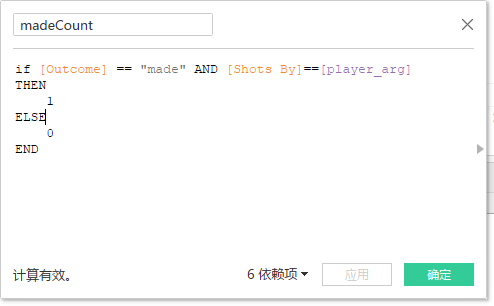 madeCount
if [Outcome] == "made" AND [Shots By]==[player_arg]
THEN
1
ELSE
0
END
计算有效。
6 依赖项
应用
确定